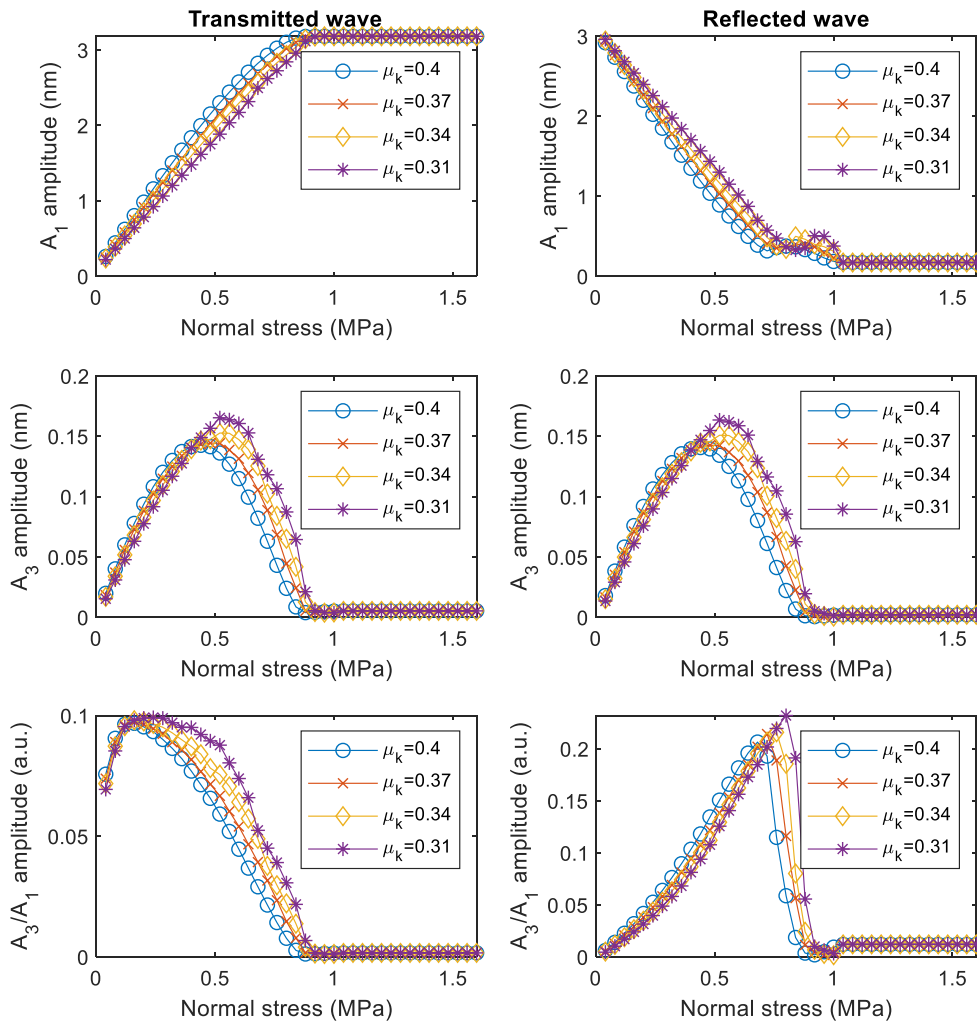 Transmitted wave
3
2
1
0
A1 amplitude (nm)
μk=0.4
μk=0.37
μk=0.34
μk=0.31
0 0.5 1 1.5
Normal stress (MPa)
Reflected wave
3
2
1
0
A1 amplitude (nm)
μk=0.4
μk=0.37
μk=0.34
μk=0.31
0 0.5 1 1.5
Normal stress (MPa)
0.2
0.15
0.1
0.05
0
A3 amplitude (nm)
μk=0.4
μk=0.37
μk=0.34
μk=0.31
0 0.5 1 1.5
Normal stress (MPa)
0.2
0.15
0.1
0.05
0
A3 amplitude (nm)
μk=0.4
μk=0.37
μk=0.34
μk=0.31
0 0.5 1 1.5
Normal stress (MPa)
0.1
0.05
0
A3/A1 amplitude (a.u.)
μk=0.4
μk=0.37
μk=0.34
μk=0.31
0 0.5 1 1.5
Normal stress (MPa)
0.2
0.15
0.1
0.05
0
A3/A1 amplitude (a.u.)
μk=0.4
μk=0.37
μk=0.34
μk=0.31
0 0.5 1 1.5
Normal stress (MPa)